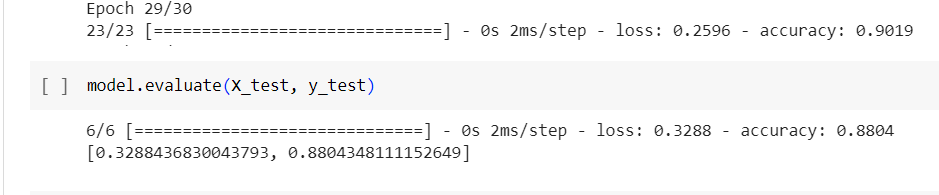 Epoch 29/30
23/23 [==============================] - 0s 2ms/step - loss: 0.2596 - accuracy: 0.9019
[ ] model.evaluate(X_test, y_test)
6/6 [==============================] - 0s 2ms/step - loss: 0.3288 - accuracy: 0.8804
[0.3288436830043793, 0.8804348111152649]